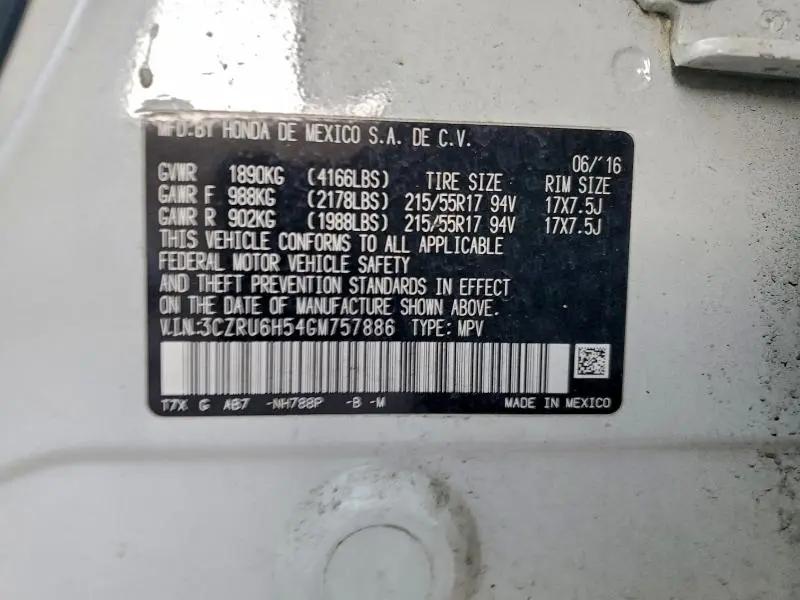 MFD.BY HONDA DE MEXICO S.A. DE C.V.
06/'16
GVWR 1890KG (4166LBS) TIRE SIZE RIM SIZE
GAWR F 988KG (2178LBS) 215/55R17 94V 17X7.5J
GAWR R 902KG (1988LBS) 215/55R17 94V 17X7.5J
THIS VEHICLE CONFORMS TO ALL APPLICABLE
FEDERAL MOTOR VEHICLE SAFETY
AND THEFT PREVENTION STANDARDS IN EFFECT
ON THE DATE OF MANUFACTURE SHOWN ABOVE.
V.I.N.:3CZRU6H54GM757886 TYPE: MPV
T7X G AB7 -NH788P -B -M MADE IN MEXICO